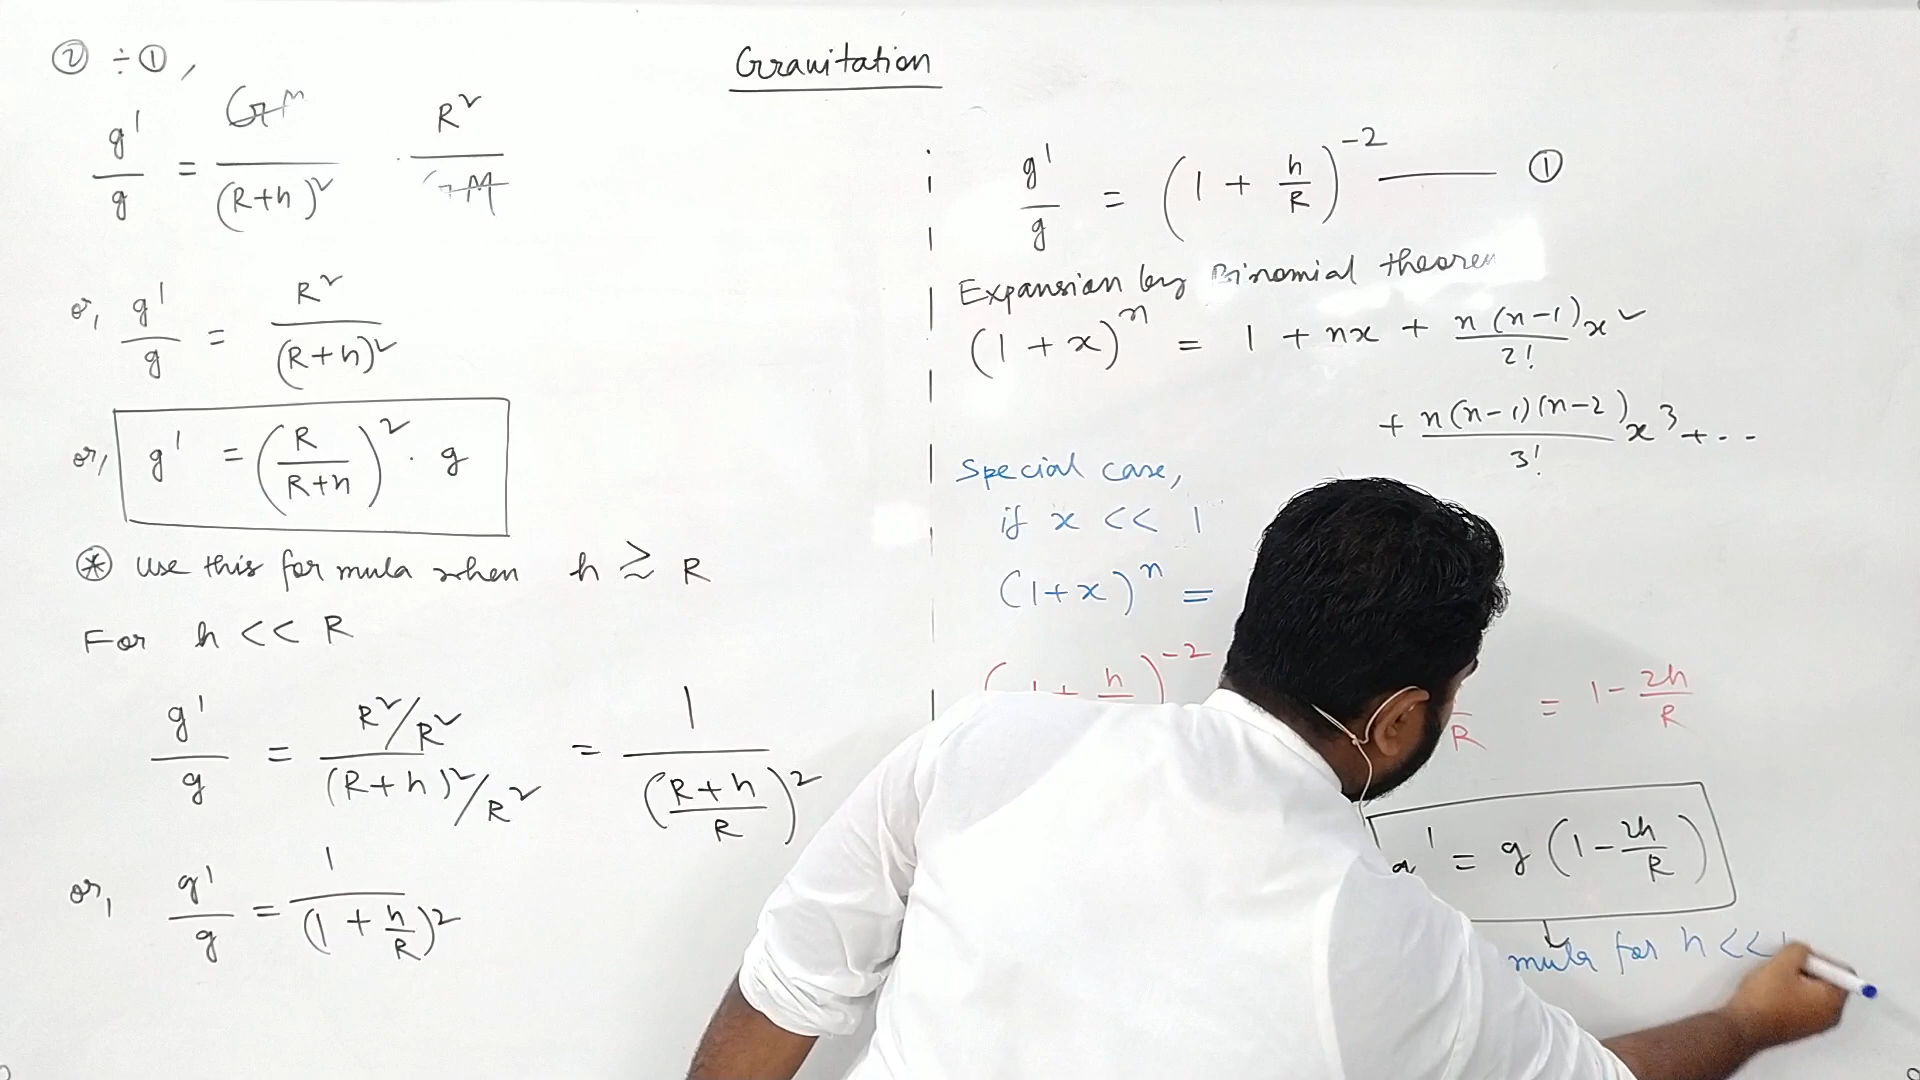 Gravitation
② ÷ ①,
g'/g = GM/(R+h)² · R²/GM
or, g'/g = R²/(R+h)²
or, g' = (R/(R+h))² · g
⊛ Use this formula when h ≳ R
For h << R
g'/g = (R²/R²)/((R+h)²/R²) = 1/((R+h)/R)²
or, g'/g = 1/(1 + h/R)²
g'/g = (1 + h/R)⁻² ——— ①
Expansion by Binomial theorem
(1 + x)ⁿ = 1 + nx + n(n-1)/2! x²
+ n(n-1)(n-2)/3! x³ + ..
Special case,
if x << 1
(1+x)ⁿ =
(1 + h/ )⁻² R = 1 - 2h/R
g' = g (1 - 2h/R)
for h <<